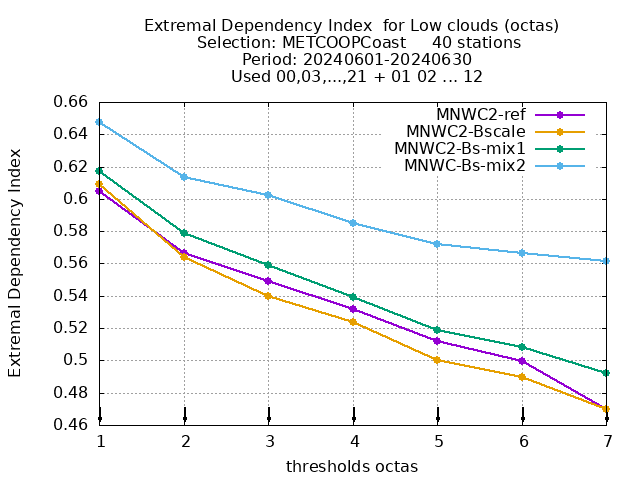 Extremal Dependency Index  for Low clouds (octas)
Selection: METCOOPCoast     40 stations
Period: 20240601-20240630
Used 00,03,...,21 + 01 02 ... 12
MNWC2-ref
MNWC2-Bscale
MNWC2-Bs-mix1
MNWC-Bs-mix2
Extremal Dependency Index
0.66
0.64
0.62
0.6
0.58
0.56
0.54
0.52
0.5
0.48
0.46
1 2 3 4 5 6 7
thresholds octas